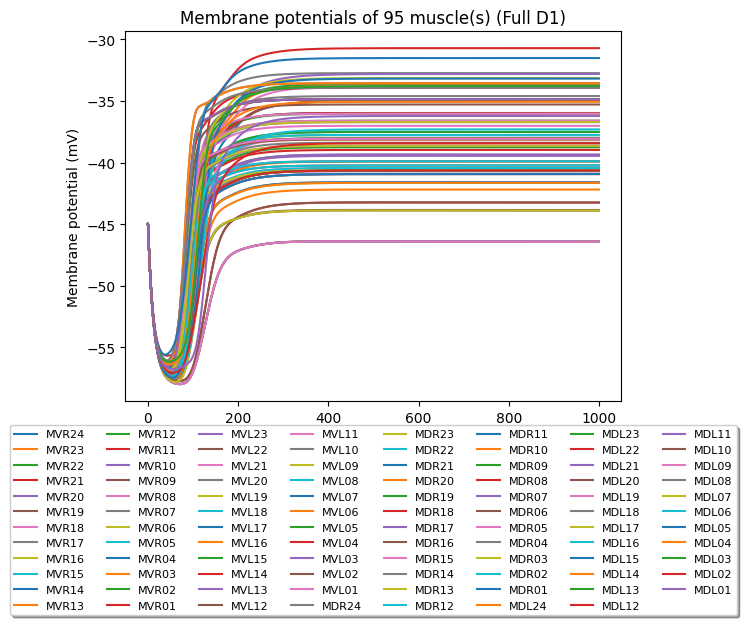 Membrane potentials of 95 muscle(s) (Full D1)
Membrane potential (mV)
−30
−35
−40
−45
−50
−55
0 200 400 600 800 1000
MVR24 MVR12 MVL23 MVL11 MDR23 MDR11 MDL23 MDL11
MVR23 MVR11 MVL22 MVL10 MDR22 MDR10 MDL22 MDL10
MVR22 MVR10 MVL21 MVL09 MDR21 MDR09 MDL21 MDL09
MVR21 MVR09 MVL20 MVL08 MDR20 MDR08 MDL20 MDL08
MVR20 MVR08 MVL19 MVL07 MDR19 MDR07 MDL19 MDL07
MVR19 MVR07 MVL18 MVL06 MDR18 MDR06 MDL18 MDL06
MVR18 MVR06 MVL17 MVL05 MDR17 MDR05 MDL17 MDL05
MVR17 MVR05 MVL16 MVL04 MDR16 MDR04 MDL16 MDL04
MVR16 MVR04 MVL15 MVL03 MDR15 MDR03 MDL15 MDL03
MVR15 MVR03 MVL14 MVL02 MDR14 MDR02 MDL14 MDL02
MVR14 MVR02 MVL13 MVL01 MDR13 MDR01 MDL13 MDL01
MVR13 MVR01 MVL12 MDR24 MDR12 MDL24 MDL12